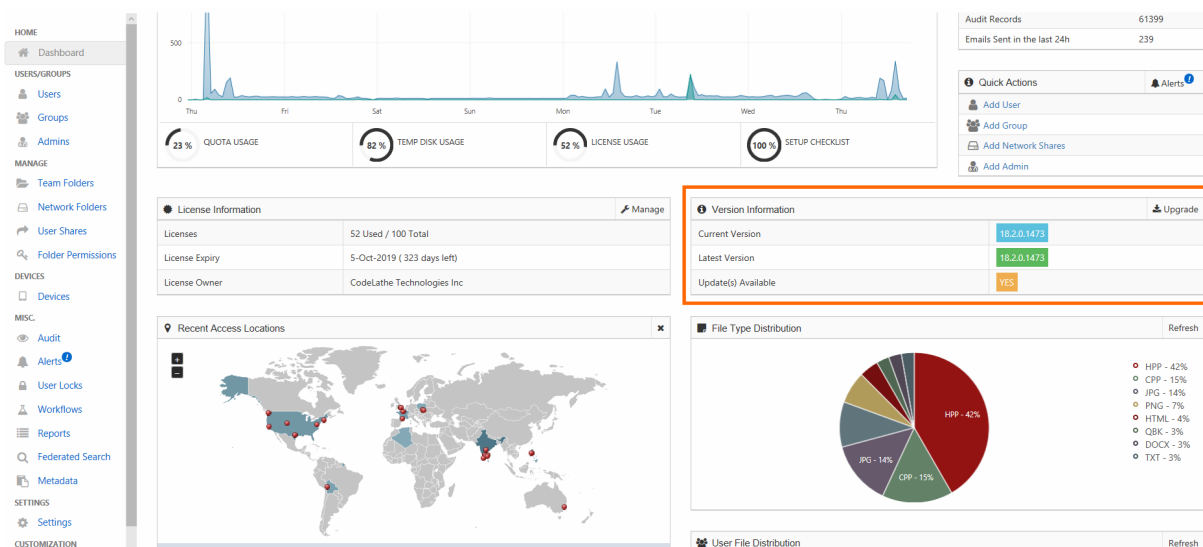 HOME
Dashboard
USERS/GROUPS
Users
Groups
Admins
MANAGE
Team Folders
Network Folders
User Shares
Folder Permissions
DEVICES
Devices
MISC.
Audit
Alerts
User Locks
Workflows
Reports
Federated Search
Metadata
SETTINGS
Settings
CUSTOMIZATION
500
0
Thu Fri Sat Sun Mon Tue Wed Thu
23 % QUOTA USAGE
82 % TEMP DISK USAGE
52 % LICENSE USAGE
100 % SETUP CHECKLIST
Audit Records 61399
Emails Sent in the last 24h 239
Quick Actions Alerts
Add User
Add Group
Add Network Shares
Add Admin
License Information Manage
Licenses 52 Used / 100 Total
License Expiry 5-Oct-2019 ( 323 days left)
License Owner CodeLathe Technologies Inc
Version Information Upgrade
Current Version 18.2.0.1473
Latest Version 18.2.0.1473
Update(s) Available YES
Recent Access Locations
+
−
File Type Distribution Refresh
HPP - 42%
CPP - 15%
JPG - 14%
HPP - 42%
CPP - 15%
JPG - 14%
PNG - 7%
HTML - 4%
QBK - 3%
DOCX - 3%
TXT - 3%
User File Distribution Refresh